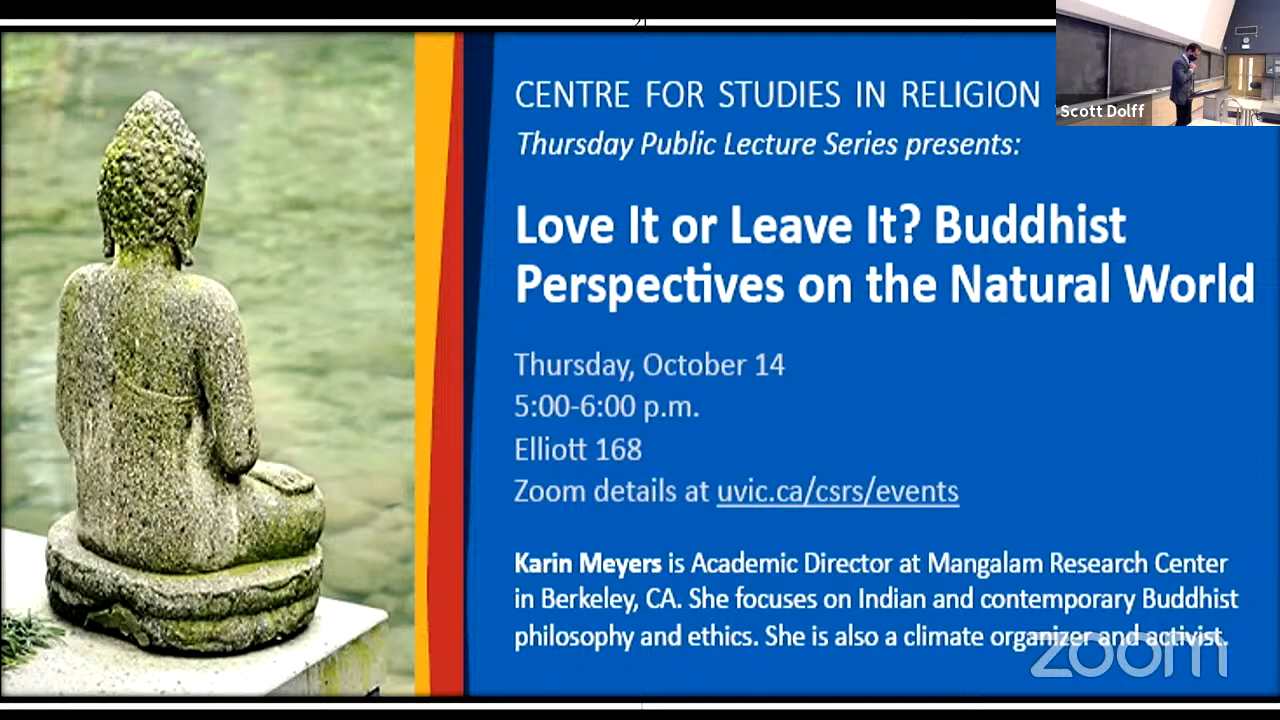 CENTRE FOR STUDIES IN RELIGION
Scott Dolff
Thursday Public Lecture Series presents:
Love It or Leave It? Buddhist
Perspectives on the Natural World
Thursday, October 14
5:00-6:00 p.m.
Elliott 168
Zoom details at uvic.ca/csrs/events
Karin Meyers is Academic Director at Mangalam Research Center
in Berkeley, CA. She focuses on Indian and contemporary Buddhist
philosophy and ethics. She is also a climate organizer and activist.
zoom